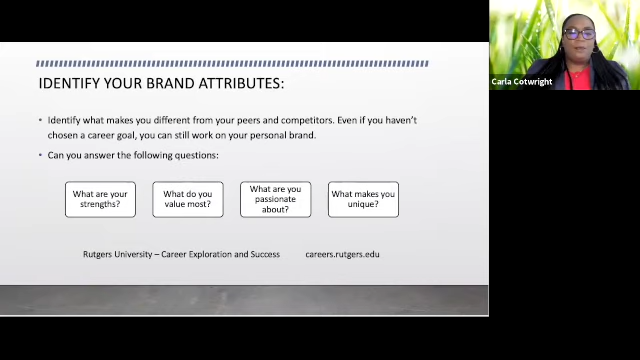 IDENTIFY YOUR BRAND ATTRIBUTES:
• Identify what makes you different from your peers and competitors. Even if you haven't
chosen a career goal, you can still work on your personal brand.
• Can you answer the following questions:
What are your
strengths?
What do you
value most?
What are you
passionate
about?
What makes you
unique?
Rutgers University – Career Exploration and Success careers.rutgers.edu
Carla Cotwright